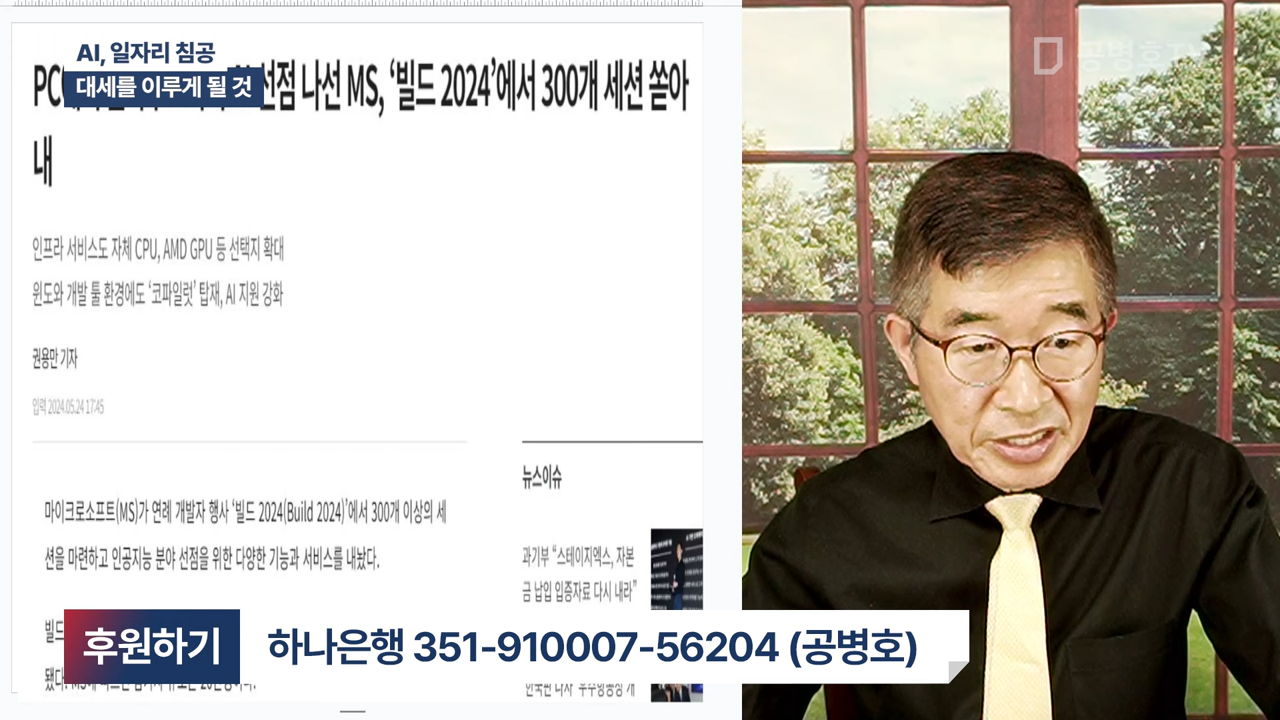 AI, 일자리 침공
대세를 이루게 될 것
선점 나선 MS, ‘빌드 2024’에서 300개 세션 쏟아
내
인프라 서비스도 자체 CPU, AMD GPU 등 선택지 확대
윈도와 개발 툴 환경에도 ‘코파일럿’ 탑재, AI 지원 강화
권용만 기자
입력 2024.05.24 17:45
마이크로소프트(MS)가 연례 개발자 행사 ‘빌드 2024(Build 2024)’에서 300개 이상의 세
션을 마련하고 인공지능 분야 선점을 위한 다양한 기능과 서비스를 내놨다.
빌드
뉴스이슈
과기부 “스테이지엑스, 자본
금 납입 입증자료 다시 내라”
후원하기
하나은행 351-910007-56204 (공병호)
공병호TV